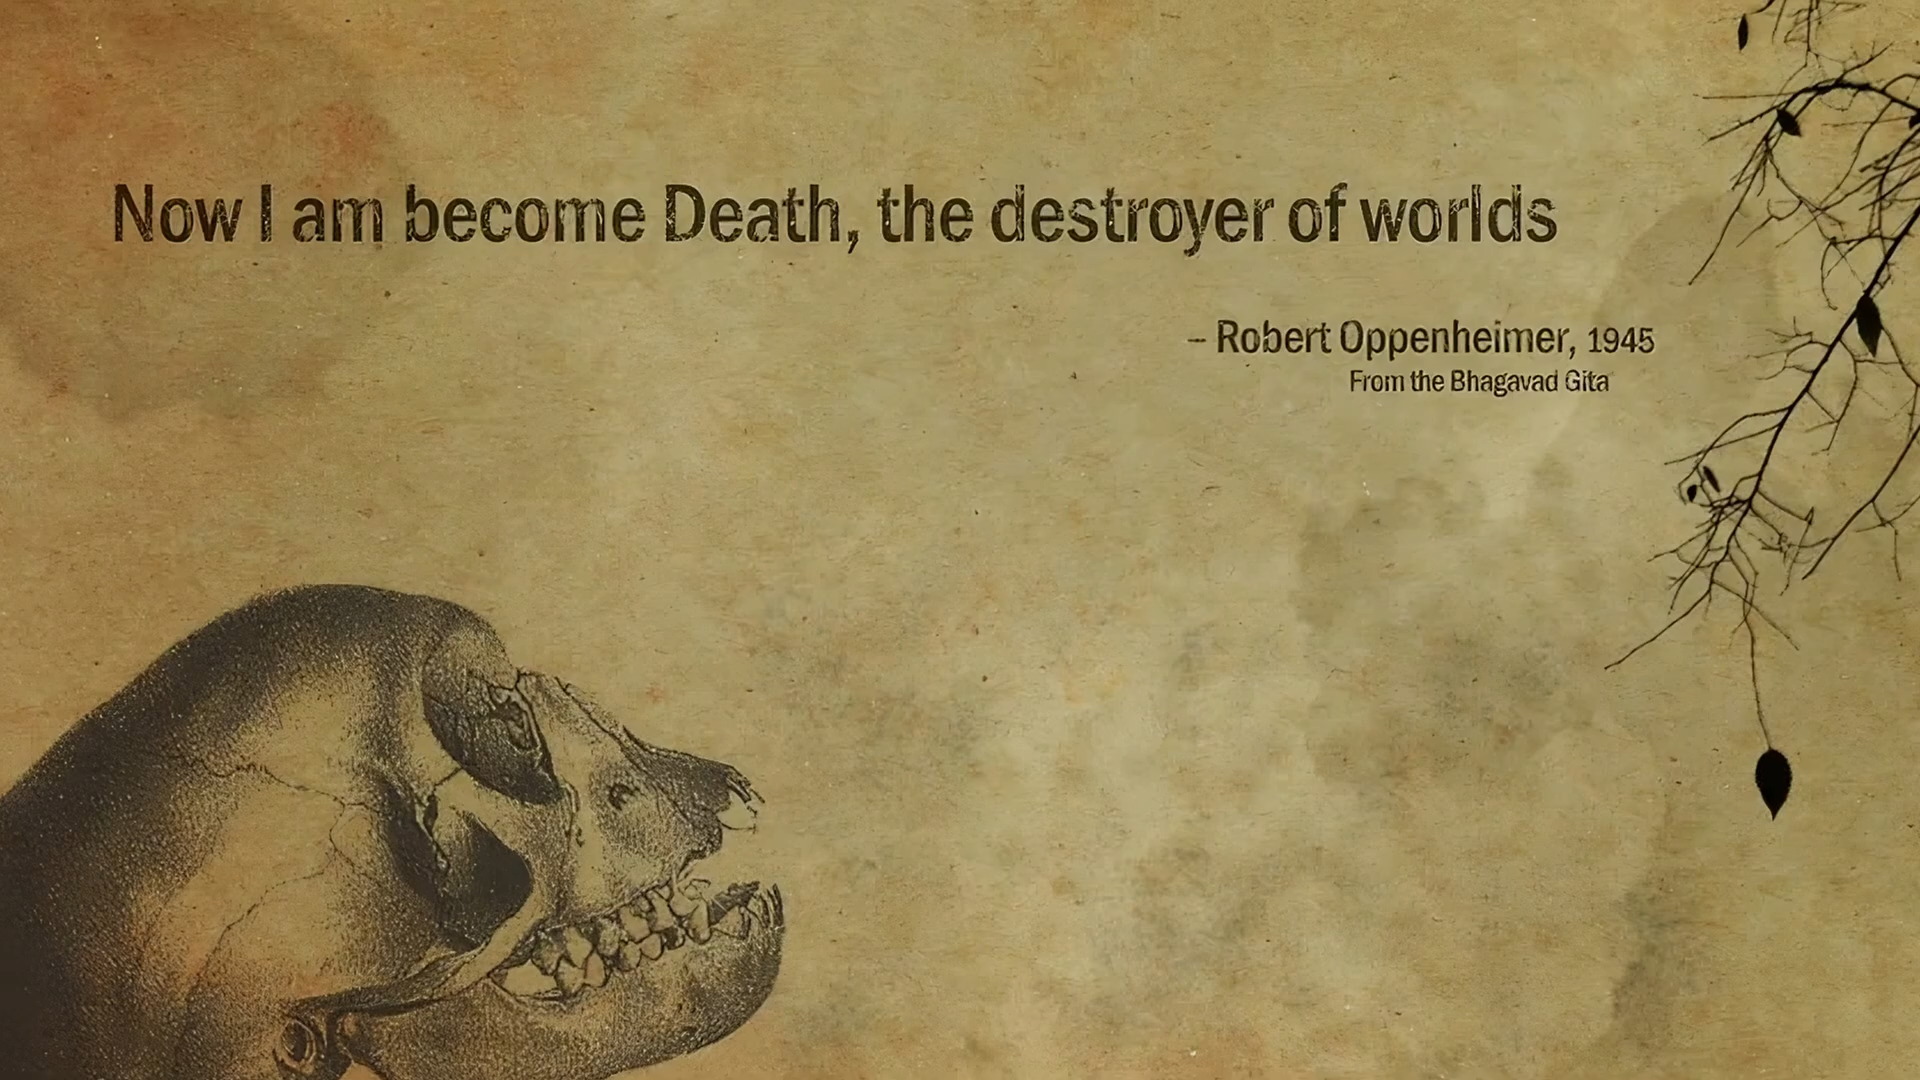 Now I am become Death, the destroyer of worlds
– Robert Oppenheimer, 1945
From the Bhagavad Gita